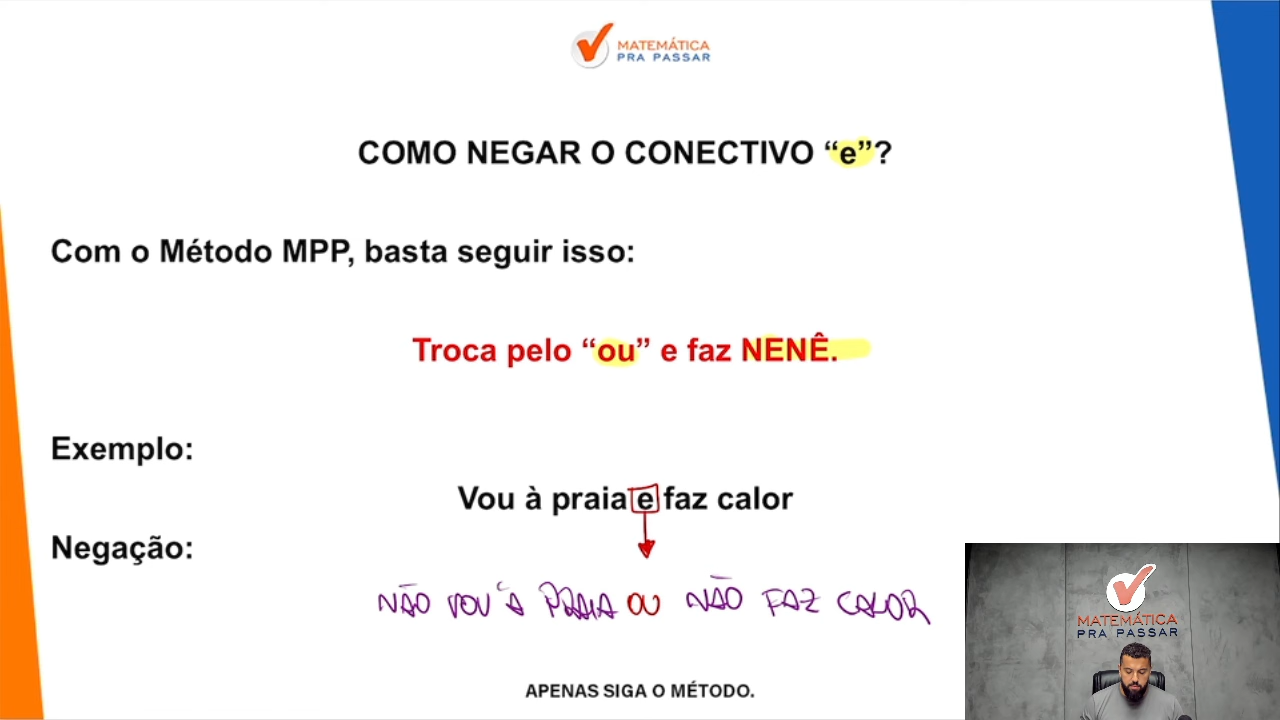 MATEMÁTICA
PRA PASSAR
COMO NEGAR O CONECTIVO “e”?
Com o Método MPP, basta seguir isso:
Troca pelo “ou” e faz NENÊ.
Exemplo:
Vou à praia e faz calor
Negação:
NÃO VOU À PRAIA OU NÃO FAZ CALOR
MATEMÁTICA
PRA PASSAR
APENAS SIGA O MÉTODO.